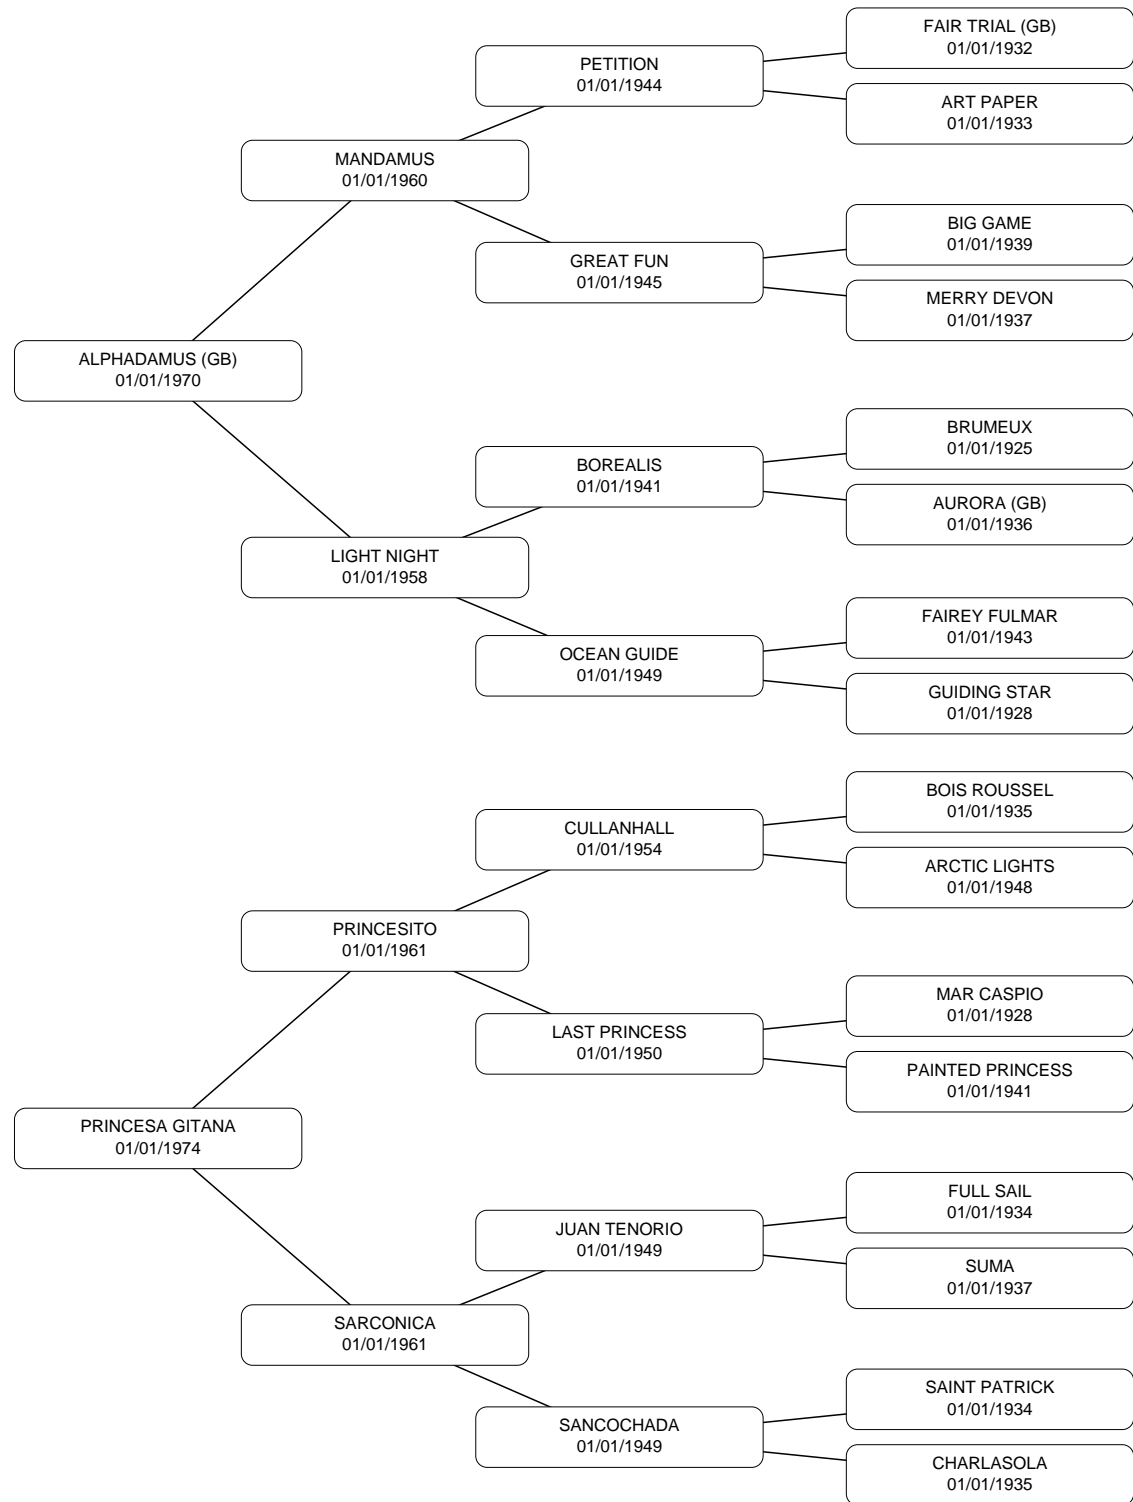 FAIR TRIAL (GB)
01/01/1932
PETITION
01/01/1944
ART PAPER
01/01/1933
MANDAMUS
01/01/1960
BIG GAME
01/01/1939
GREAT FUN
01/01/1945
MERRY DEVON
01/01/1937
ALPHADAMUS (GB)
01/01/1970
BRUMEUX
01/01/1925
BOREALIS
01/01/1941
AURORA (GB)
01/01/1936
LIGHT NIGHT
01/01/1958
FAIREY FULMAR
01/01/1943
OCEAN GUIDE
01/01/1949
GUIDING STAR
01/01/1928
BOIS ROUSSEL
01/01/1935
CULLANHALL
01/01/1954
ARCTIC LIGHTS
01/01/1948
PRINCESITO
01/01/1961
MAR CASPIO
01/01/1928
LAST PRINCESS
01/01/1950
PAINTED PRINCESS
01/01/1941
PRINCESA GITANA
01/01/1974
FULL SAIL
01/01/1934
JUAN TENORIO
01/01/1949
SUMA
01/01/1937
SARCONICA
01/01/1961
SAINT PATRICK
01/01/1934
SANCOCHADA
01/01/1949
CHARLASOLA
01/01/1935